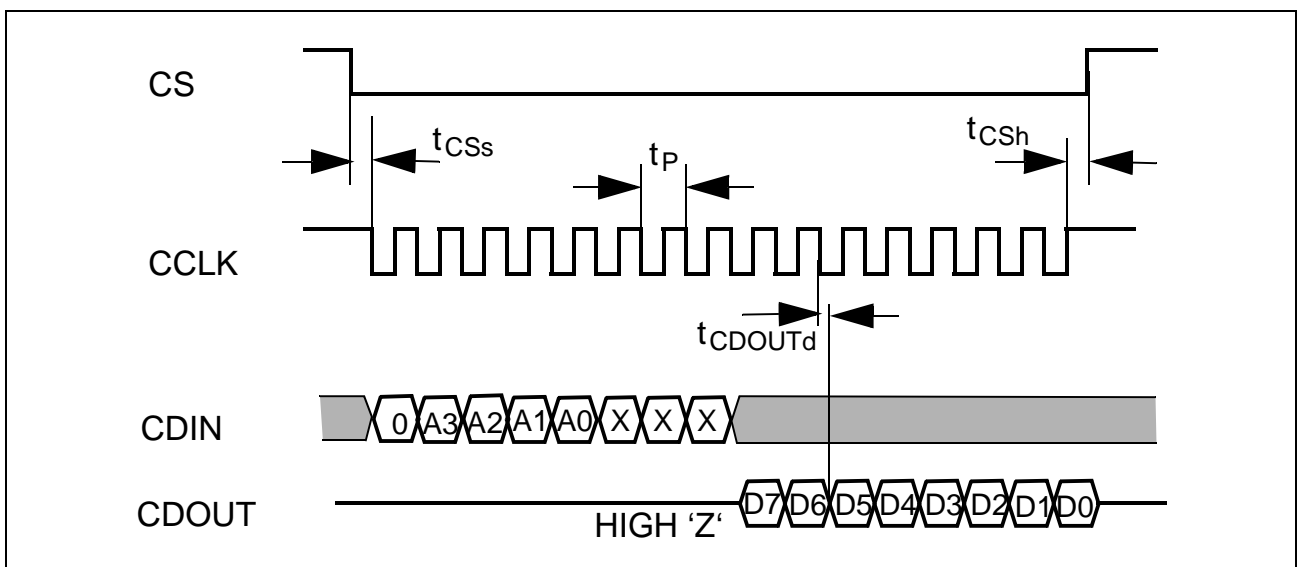 CS
tCSs
tP
tCSh
CCLK
tCDOUTd
CDIN
0 A3 A2 A1 A0 X X X
CDOUT
HIGH ‘Z‘
D7 D6 D5 D4 D3 D2 D1 D0